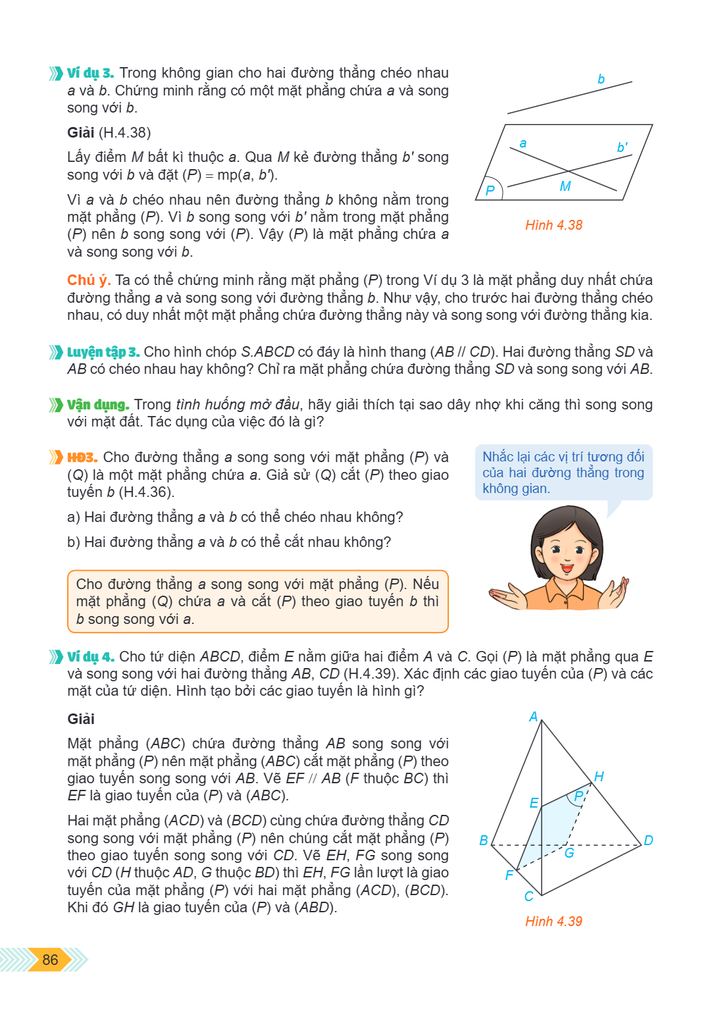 Ví dụ 3. Trong không gian cho hai đường thẳng chéo nhau
a và b. Chứng minh rằng có một mặt phẳng chứa a và song
song với b.
Giải (H.4.38)
Lấy điểm M bất kì thuộc a. Qua M kẻ đường thẳng b' song
song với b và đặt (P) = mp(a, b').
Vì a và b chéo nhau nên đường thẳng b không nằm trong
mặt phẳng (P). Vì b song song với b' nằm trong mặt phẳng
(P) nên b song song với (P). Vậy (P) là mặt phẳng chứa a
và song song với b.
b
a
b'
P
M
Hình 4.38
Chú ý. Ta có thể chứng minh rằng mặt phẳng (P) trong Ví dụ 3 là mặt phẳng duy nhất chứa
đường thẳng a và song song với đường thẳng b. Như vậy, cho trước hai đường thẳng chéo
nhau, có duy nhất một mặt phẳng chứa đường thẳng này và song song với đường thẳng kia.
Luyện tập 3. Cho hình chóp S.ABCD có đáy là hình thang (AB // CD). Hai đường thẳng SD và
AB có chéo nhau hay không? Chỉ ra mặt phẳng chứa đường thẳng SD và song song với AB.
Vận dụng. Trong tình huống mở đầu, hãy giải thích tại sao dây nhợ khi căng thì song song
với mặt đất. Tác dụng của việc đó là gì?
HĐ3. Cho đường thẳng a song song với mặt phẳng (P) và
(Q) là một mặt phẳng chứa a. Giả sử (Q) cắt (P) theo giao
tuyến b (H.4.36).
a) Hai đường thẳng a và b có thể chéo nhau không?
b) Hai đường thẳng a và b có thể cắt nhau không?
Nhắc lại các vị trí tương đối
của hai đường thẳng trong
không gian.
Cho đường thẳng a song song với mặt phẳng (P). Nếu
mặt phẳng (Q) chứa a và cắt (P) theo giao tuyến b thì
b song song với a.
Ví dụ 4. Cho tứ diện ABCD, điểm E nằm giữa hai điểm A và C. Gọi (P) là mặt phẳng qua E
và song song với hai đường thẳng AB, CD (H.4.39). Xác định các giao tuyến của (P) và các
mặt của tứ diện. Hình tạo bởi các giao tuyến là hình gì?
Giải
Mặt phẳng (ABC) chứa đường thẳng AB song song với
mặt phẳng (P) nên mặt phẳng (ABC) cắt mặt phẳng (P) theo
giao tuyến song song với AB. Vẽ EF // AB (F thuộc BC) thì
EF là giao tuyến của (P) và (ABC).
Hai mặt phẳng (ACD) và (BCD) cùng chứa đường thẳng CD
song song với mặt phẳng (P) nên chúng cắt mặt phẳng (P)
theo giao tuyến song song với CD. Vẽ EH, FG song song
với CD (H thuộc AD, G thuộc BD) thì EH, FG lần lượt là giao
tuyến của mặt phẳng (P) với hai mặt phẳng (ACD), (BCD).
Khi đó GH là giao tuyến của (P) và (ABD).
A
H
E
P
B
D
G
F
C
Hình 4.39
86